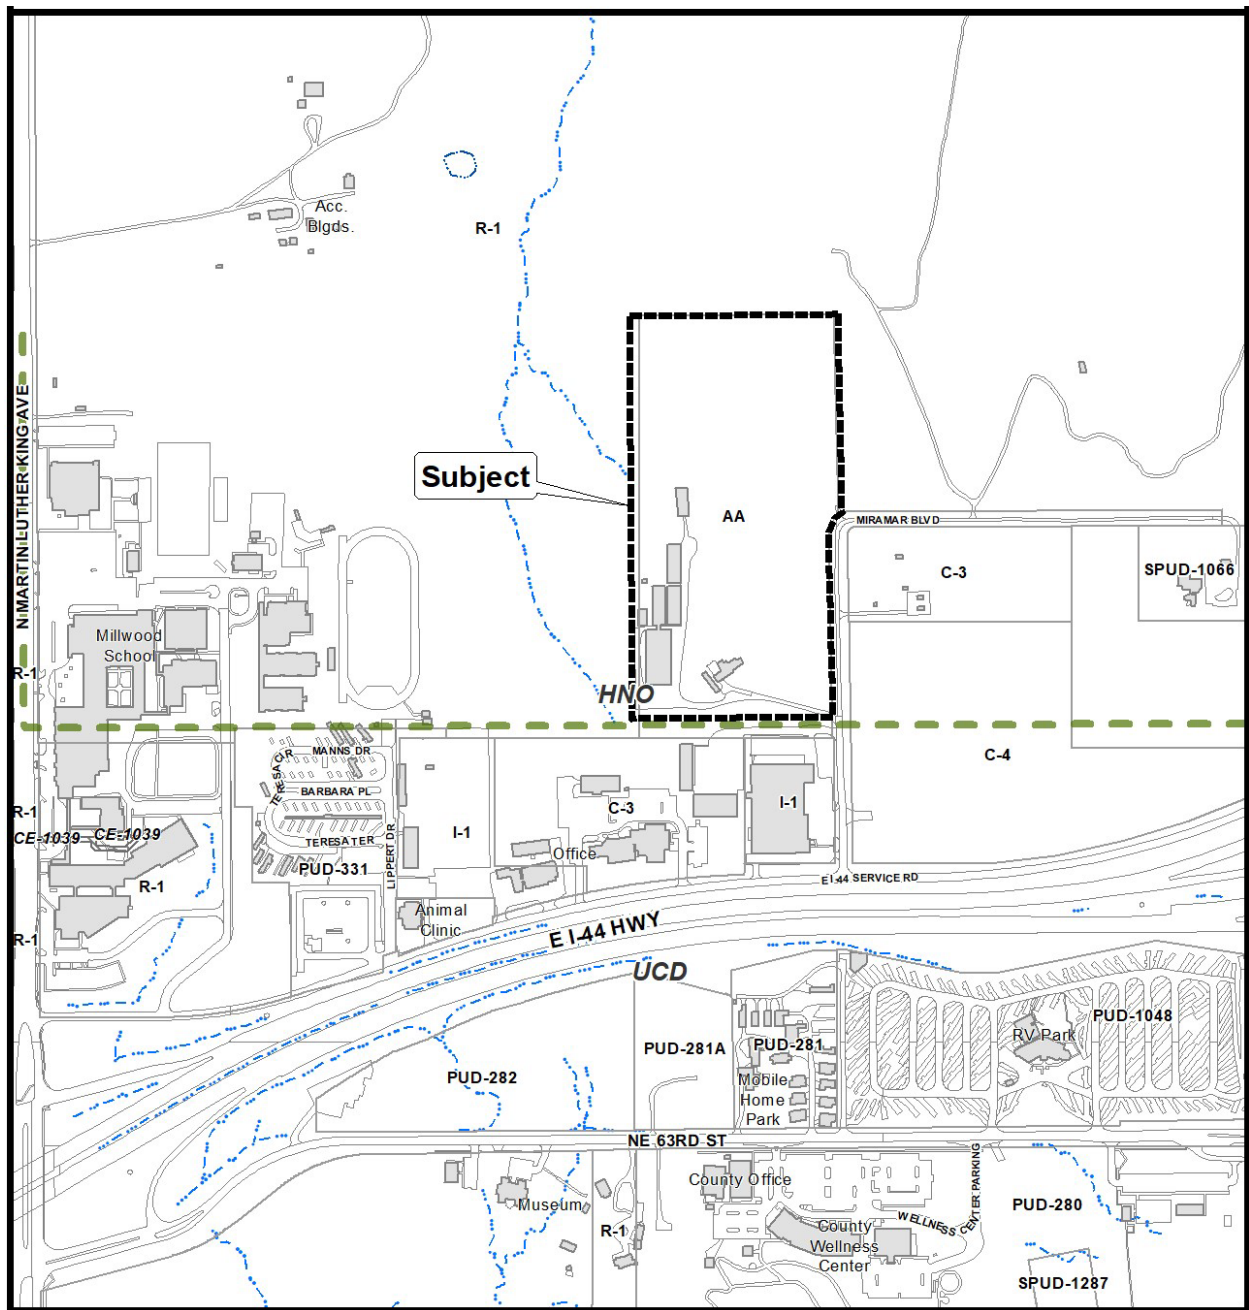 Acc.
Blgds.
R-1
N MARTIN LUTHER KING AVE
Subject
AA
MIRAMAR BLVD
C-3
SPUD-1066
Millwood
School
R-1
HNO
C-4
TERESA CIR
MANNS DR
BARBARA PL
TERESA TER
LIPPERT DR
PUD-331
I-1
C-3
I-1
Office
R-1
CE-1039
CE-1039
R-1
E I-44 SERVICE RD
Animal
Clinic
R-1
E I-44 HWY
UCD
PUD-281A
PUD-281
PUD-1048
RV Park
PUD-282
Mobile
Home
Park
NE 63RD ST
County Office
Museum
R-1
County
Wellness
Center
WELLNESS CENTER PARKING
PUD-280
SPUD-1287